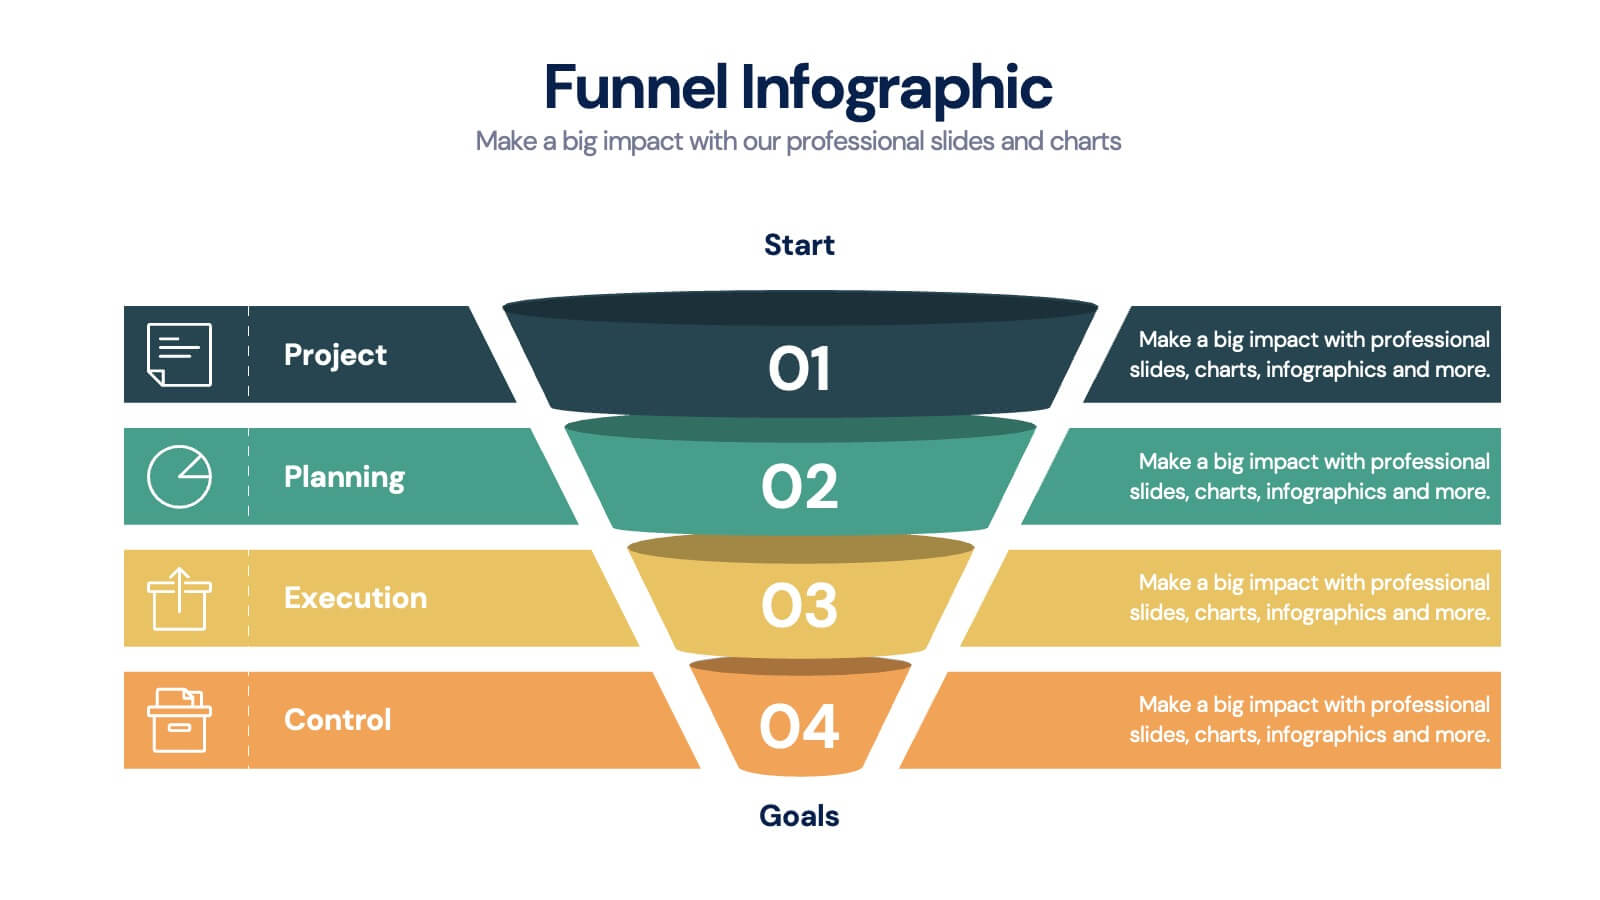 Funnel Infographic
Make a big impact with our professional slides and charts
Start
Project
01
Make a big impact with professional
slides, charts, infographics and more.
Planning
02
Make a big impact with professional
slides, charts, infographics and more.
Execution
03
Make a big impact with professional
slides, charts, infographics and more.
Control
04
Make a big impact with professional
slides, charts, infographics and more.
Goals